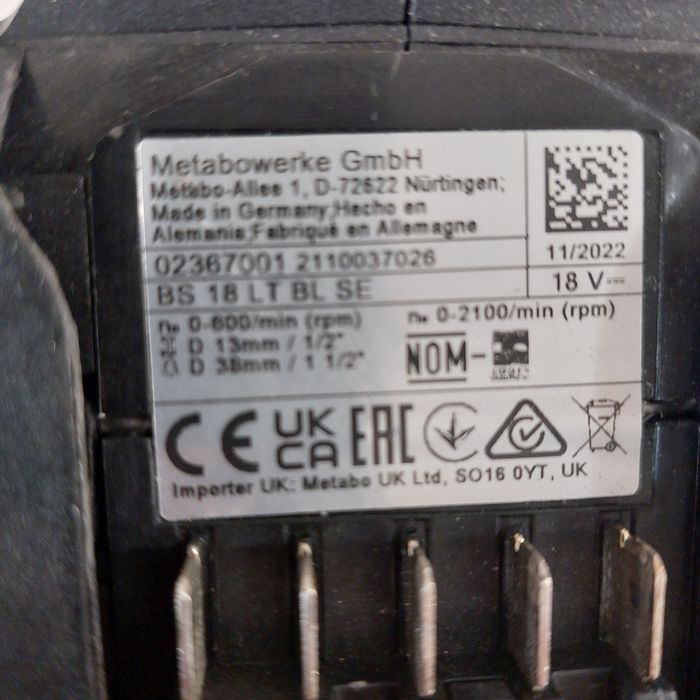 Metabowerke GmbH
Metabo-Allee 1, D-72622 Nürtingen;
Made in Germany;Hecho en
Alemania;Fabriqué en Allemagne
11/2022
02367001 2110037026
BS 18 LT BL SE
18 V
n₀ 0-600/min (rpm)
n₀ 0-2100/min (rpm)
D 13mm / 1/2"
D 38mm / 1 1/2"
NOM-
CE UK CA EAC
Importer UK: Metabo UK Ltd, SO16 0YT, UK